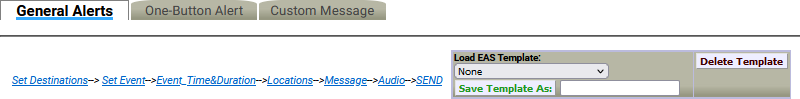 General Alerts One-Button Alert Custom Message
Load EAS Template:
Set Destinations--> Set Event-->Event_Time&Duration-->Locations-->Message-->Audio-->SEND None Delete Template
Save Template As: